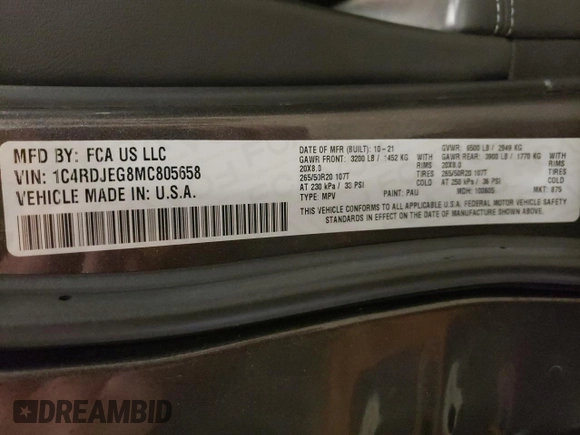 MFD BY: FCA US LLC
VIN: 1C4RDJEG8MC805658
VEHICLE MADE IN: U.S.A.
DATE OF MFR (BUILT): 10-21
GVWR: 6500 LB / 2948 KG
GAWR FRONT: 3200 LB / 1452 KG WITH
GAWR REAR: 3900 LB / 1770 KG WITH
20X8.0 RIMS
20X8.0 RIMS
265/50R20 107T TIRES
265/50R20 107T TIRES
AT 230 kPa / 33 PSI COLD
AT 250 kPa / 36 PSI COLD
TYPE: MPV
PAINT: PAU
MDH: 100805
MKT: 875
THIS VEHICLE CONFORMS TO ALL APPLICABLE U.S.A. FEDERAL MOTOR VEHICLE SAFETY
STANDARDS IN EFFECT ON THE DATE OF MANUFACTURE SHOWN ABOVE.
DREAMBID